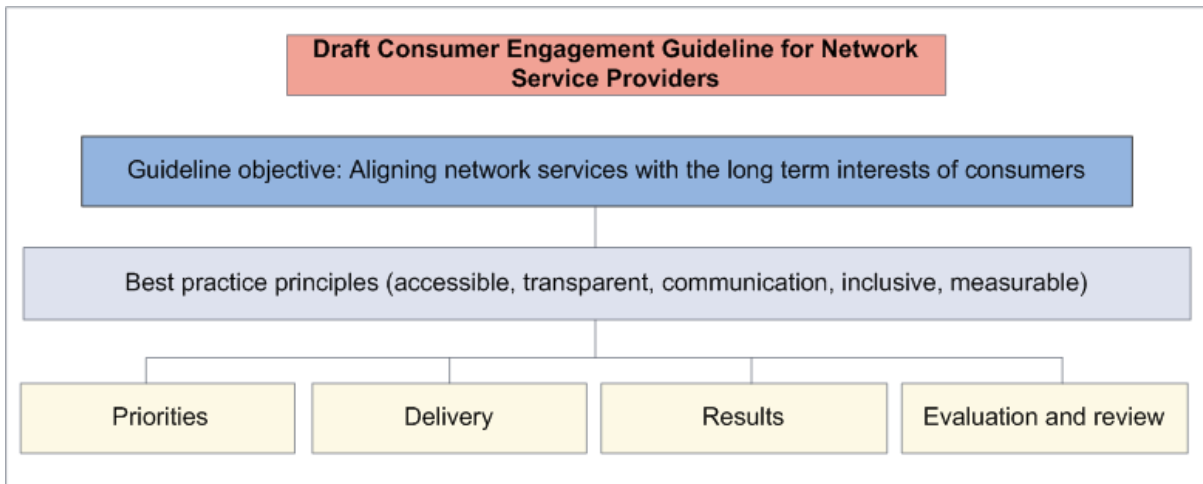 Draft Consumer Engagement Guideline for Network
Service Providers
Guideline objective: Aligning network services with the long term interests of consumers
Best practice principles (accessible, transparent, communication, inclusive, measurable)
Priorities
Delivery
Results
Evaluation and review